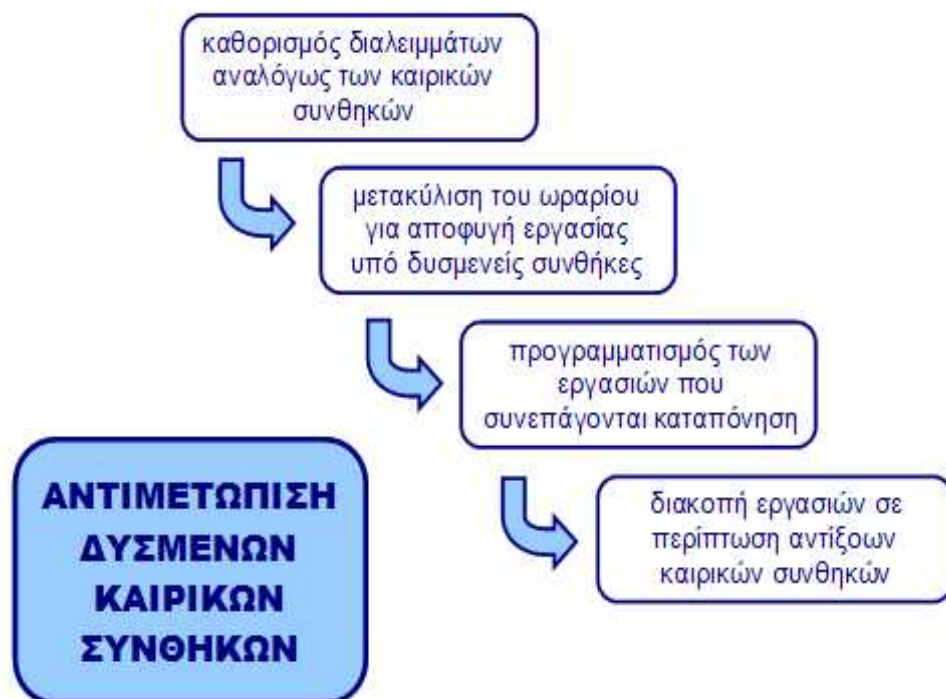 καθορισμός διαλειμμάτων
αναλόγως των καιρικών
συνθηκών
μετακύλιση του ωραρίου
για αποφυγή εργασίας
υπό δυσμενείς συνθήκες
προγραμματισμός των
εργασιών που
συνεπάγονται καταπόνηση
διακοπή εργασιών σε
περίπτωση αντίξοων
καιρικών συνθηκών
ΑΝΤΙΜΕΤΩΠΙΣΗ
ΔΥΣΜΕΝΩΝ
ΚΑΙΡΙΚΩΝ
ΣΥΝΘΗΚΩΝ